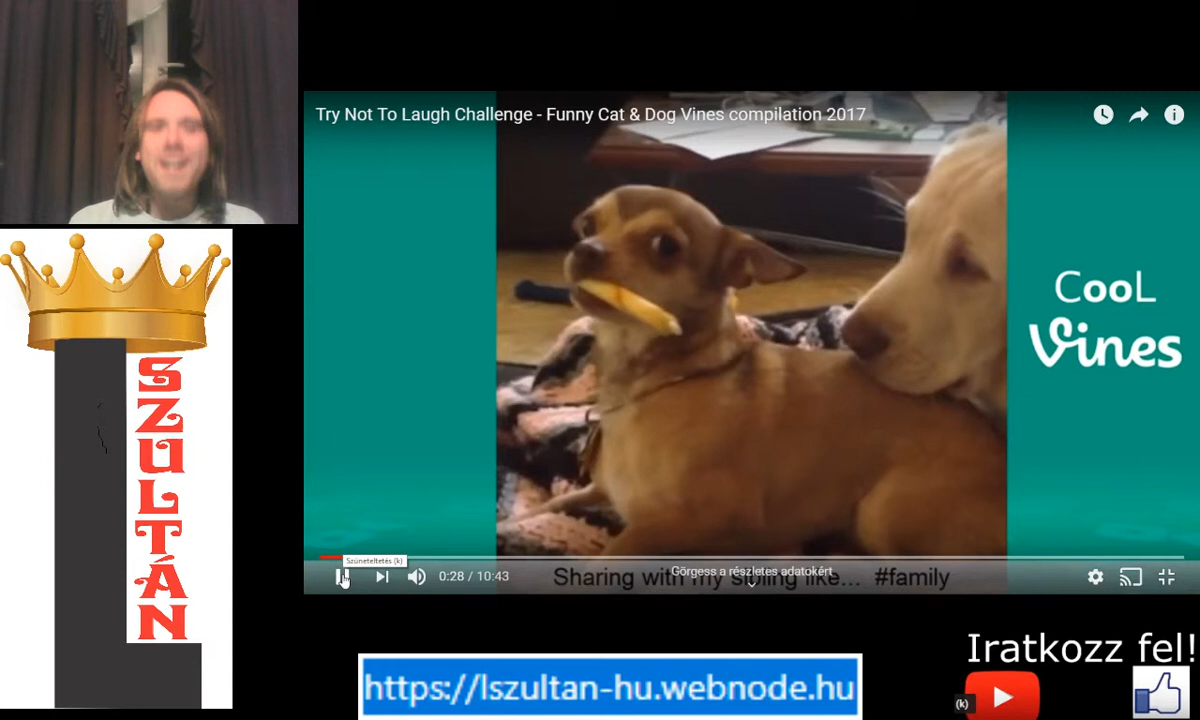 Try Not To Laugh Challenge - Funny Cat & Dog Vines compilation 2017
CooL
Vines
SZULTÁN
Szüneteltetés (k)
0:28 / 10:43
Görgess a részletes adatokért
Sharing with my sibling like... #family
Iratkozz fel!
https://lszultan-hu.webnode.hu
(k)